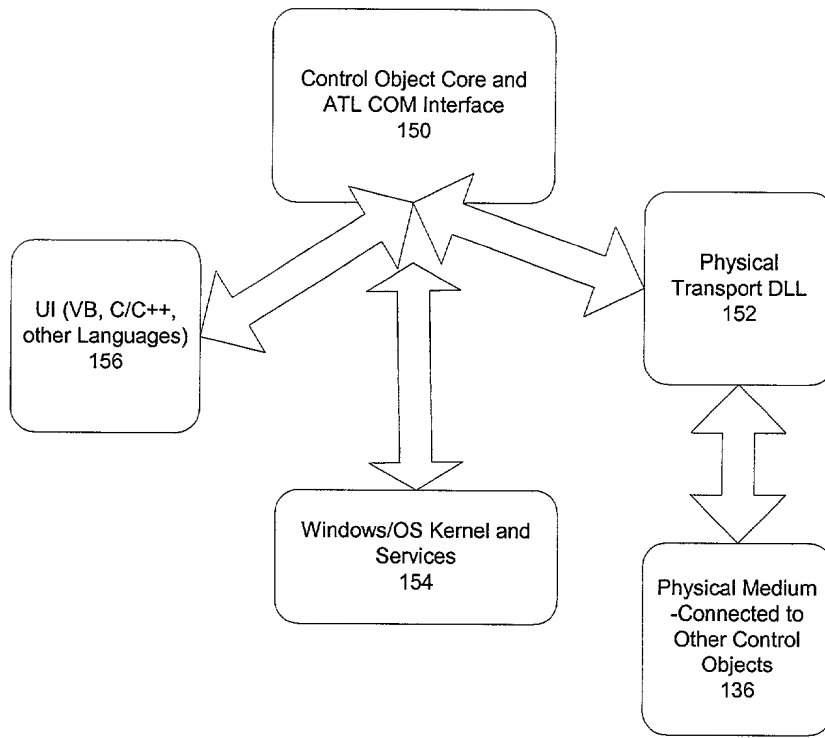 Control Object Core and
ATL COM Interface
150
Physical
Transport DLL
152
UI (VB, C/C++,
other Languages)
156
Windows/OS Kernel and
Services
154
Physical Medium
-Connected to
Other Control
Objects
136